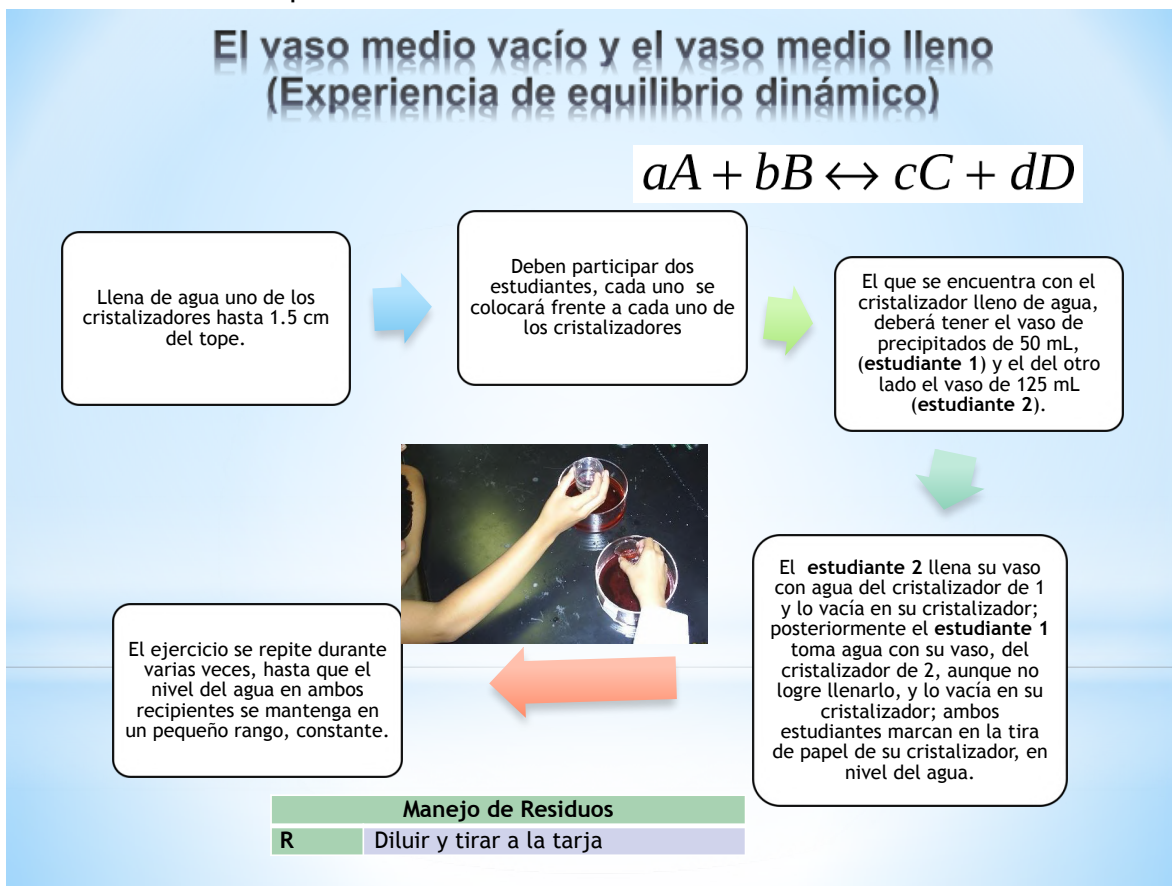 El vaso medio vacío y el vaso medio lleno
(Experiencia de equilibrio dinámico)
aA + bB ↔ cC + dD
Llena de agua uno de los
cristalizadores hasta 1.5 cm
del tope.
Deben participar dos
estudiantes, cada uno se
colocará frente a cada uno de
los cristalizadores
El que se encuentra con el
cristalizador lleno de agua,
deberá tener el vaso de
precipitados de 50 mL,
(estudiante 1) y el del otro
lado el vaso de 125 mL
(estudiante 2).
El estudiante 2 llena su vaso
con agua del cristalizador de 1
y lo vacía en su cristalizador;
posteriormente el estudiante 1
toma agua con su vaso, del
cristalizador de 2, aunque no
logre llenarlo, y lo vacía en su
cristalizador; ambos
estudiantes marcan en la tira
de papel de su cristalizador, en
nivel del agua.
El ejercicio se repite durante
varias veces, hasta que el
nivel del agua en ambos
recipientes se mantenga en
un pequeño rango, constante.
Manejo de Residuos
R Diluir y tirar a la tarja